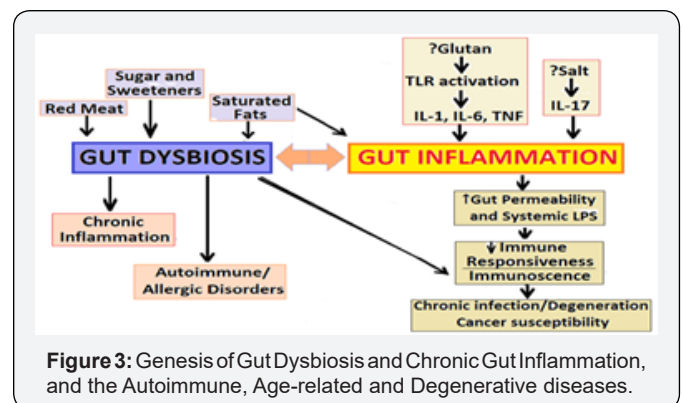 Red Meat
Sugar and
Sweeteners
Saturated
Fats
?Glutan
TLR activation
IL-1, IL-6, TNF
?Salt
IL-17
GUT DYSBIOSIS
GUT INFLAMMATION
Chronic
Inflammation
Autoimmune/
Allergic Disorders
↑Gut Permeability
and Systemic LPS
↓ Immune
Responsiveness
Immunoscence
Chronic infection/Degeneration
Cancer susceptibility
Figure 3: Genesis of Gut Dysbiosis and Chronic Gut Inflammation,
and the Autoimmune, Age-related and Degenerative diseases.